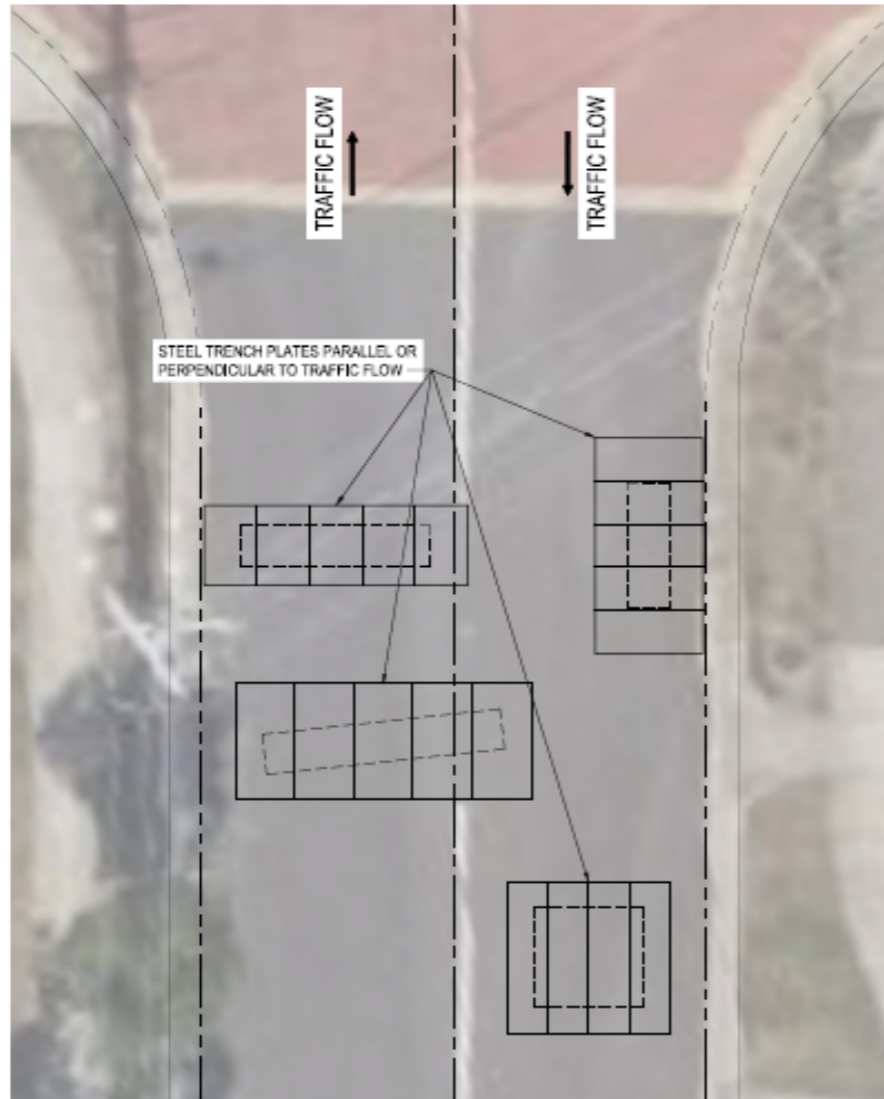 TRAFFIC FLOW
TRAFFIC FLOW
STEEL TRENCH PLATES PARALLEL OR
PERPENDICULAR TO TRAFFIC FLOW